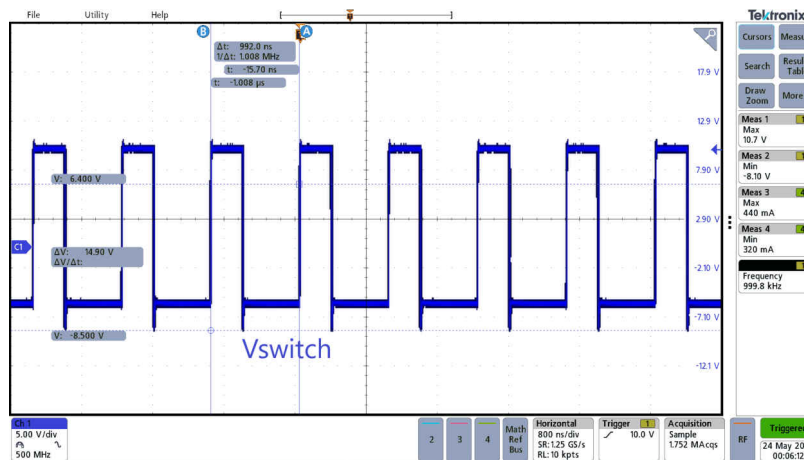 File Utility Help
Tektronix
B A
Δt: 992.0 ns
1/Δt: 1.008 MHz
t: -15.70 ns
t: -1.008 µs
Cursors
Search
Draw
Zoom
More
17.9 V
12.9 V
7.90 V
2.90 V
-2.10 V
-7.10 V
-12.1 V
Meas 1 1
Max
10.7 V
Meas 2 1
Min
-8.10 V
Meas 3 4
Max
440 mA
Meas 4 4
Min
320 mA
Frequency
999.8 kHz
V: 6.400 V
C1
ΔV: 14.90 V
ΔV/Δt:
V: -8.500 V
Vswitch
Ch 1
5.00 V/div
500 MHz
2 3 4
Math
Ref
Bus
Horizontal
800 ns/div
SR: 1.25 GS/s
RL: 10 kpts
Trigger 1
10.0 V
Acquisition
Sample
1.752 MAcqs
RF
Triggered
24 May 20
00:06:12